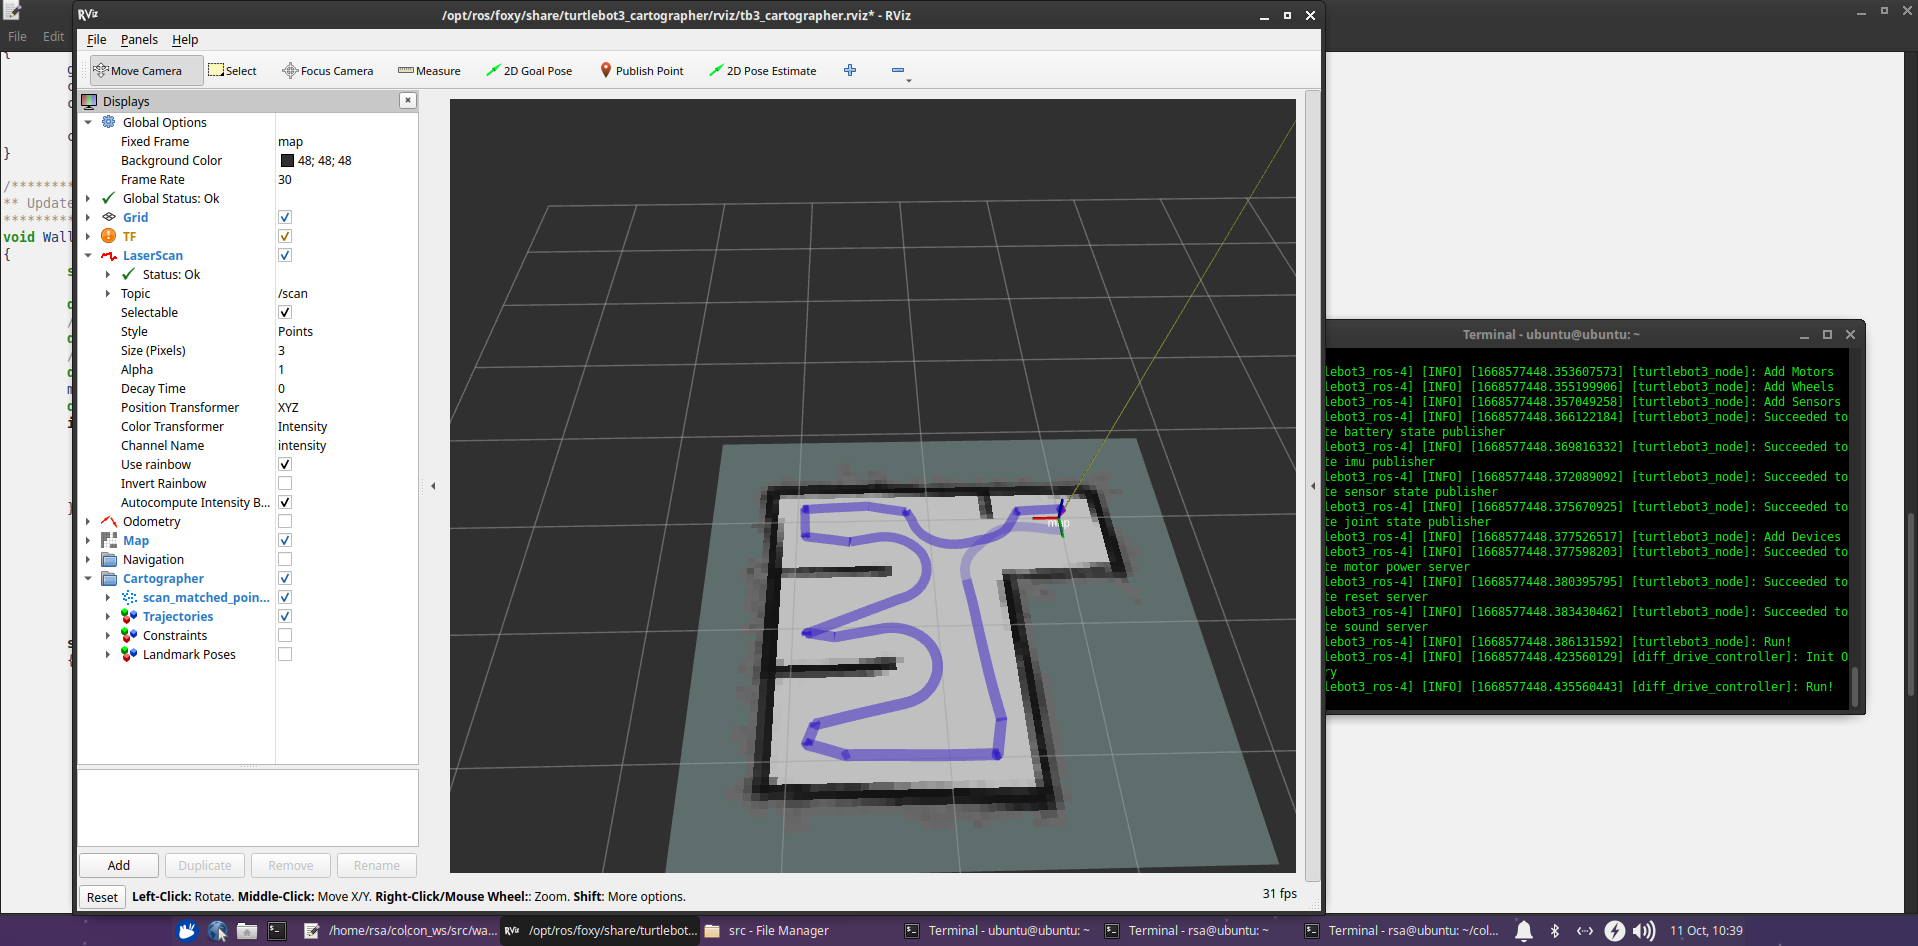 File Edit
{
}
/*********
** Update
**********
void Wall
{
RViz
/opt/ros/foxy/share/turtlebot3_cartographer/rviz/tb3_cartographer.rviz* - RViz
File Panels Help
Move Camera Select Focus Camera Measure 2D Goal Pose Publish Point 2D Pose Estimate
Displays
Global Options
Fixed Frame map
Background Color 48; 48; 48
Frame Rate 30
Global Status: Ok
Grid
TF
LaserScan
Status: Ok
Topic /scan
Selectable
Style Points
Size (Pixels) 3
Alpha 1
Decay Time 0
Position Transformer XYZ
Color Transformer Intensity
Channel Name intensity
Use rainbow
Invert Rainbow
Autocompute Intensity B...
Odometry
Map
Navigation
Cartographer
scan_matched_poin...
Trajectories
Constraints
Landmark Poses
map
Add Duplicate Remove Rename
Reset Left-Click: Rotate. Middle-Click: Move X/Y. Right-Click/Mouse Wheel:: Zoom. Shift: More options.
31 fps
Terminal - ubuntu@ubuntu: ~
lebot3_ros-4] [INFO] [1668577448.353607573] [turtlebot3_node]: Add Motors
lebot3_ros-4] [INFO] [1668577448.355199906] [turtlebot3_node]: Add Wheels
lebot3_ros-4] [INFO] [1668577448.357049258] [turtlebot3_node]: Add Sensors
lebot3_ros-4] [INFO] [1668577448.366122184] [turtlebot3_node]: Succeeded to
te battery state publisher
lebot3_ros-4] [INFO] [1668577448.369816332] [turtlebot3_node]: Succeeded to
te imu publisher
lebot3_ros-4] [INFO] [1668577448.372089092] [turtlebot3_node]: Succeeded to
te sensor state publisher
lebot3_ros-4] [INFO] [1668577448.375670925] [turtlebot3_node]: Succeeded to
te joint state publisher
lebot3_ros-4] [INFO] [1668577448.377526517] [turtlebot3_node]: Add Devices
lebot3_ros-4] [INFO] [1668577448.377598203] [turtlebot3_node]: Succeeded to
te motor power server
lebot3_ros-4] [INFO] [1668577448.380395795] [turtlebot3_node]: Succeeded to
te reset server
lebot3_ros-4] [INFO] [1668577448.383430462] [turtlebot3_node]: Succeeded to
te sound server
lebot3_ros-4] [INFO] [1668577448.386131592] [turtlebot3_node]: Run!
lebot3_ros-4] [INFO] [1668577448.423560129] [diff_drive_controller]: Init O
ry
lebot3_ros-4] [INFO] [1668577448.435560443] [diff_drive_controller]: Run!
/home/rsa/colcon_ws/src/wa... RViz /opt/ros/foxy/share/turtlebot... src - File Manager Terminal - ubuntu@ubuntu: ~ Terminal - rsa@ubuntu: ~ Terminal - rsa@ubuntu: ~/col... 11 Oct, 10:39